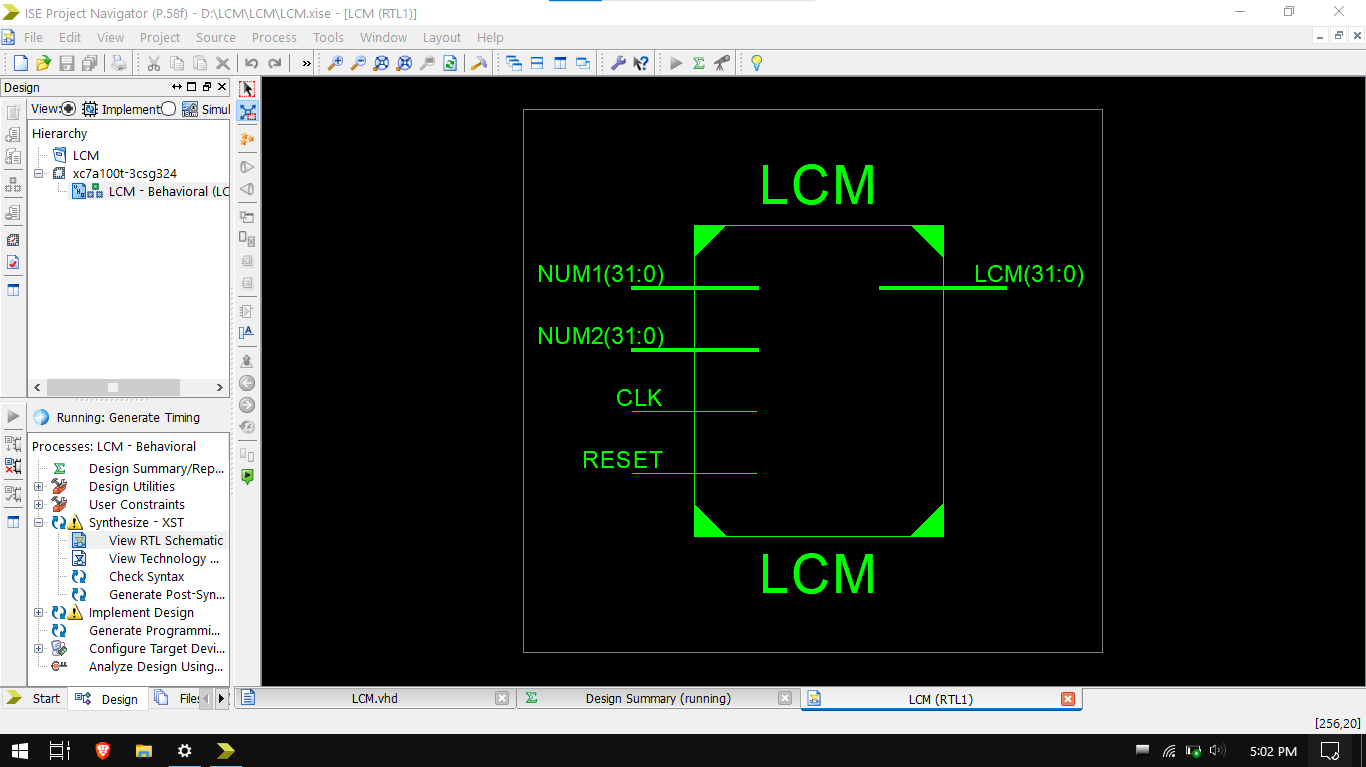 ISE Project Navigator (P.58f) - D:\LCM\LCM\LCM.xise - [LCM (RTL1)]
File Edit View Project Source Process Tools Window Layout Help
Design
View: Implement Simul
Hierarchy
LCM
xc7a100t-3csg324
LCM - Behavioral (LC
Running: Generate Timing
Processes: LCM - Behavioral
Design Summary/Rep...
Design Utilities
User Constraints
Synthesize - XST
View RTL Schematic
View Technology ...
Check Syntax
Generate Post-Syn...
Implement Design
Generate Programmi...
Configure Target Devi...
Analyze Design Using...
Start Design Files
LCM
NUM1(31:0) LCM(31:0)
NUM2(31:0)
CLK
RESET
LCM
LCM.vhd Design Summary (running) LCM (RTL1)
[256,20]
5:02 PM